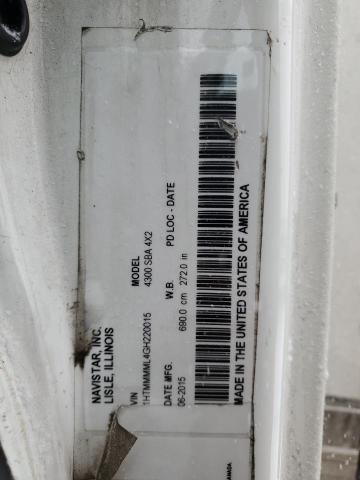 NAVISTAR, INC.
LISLE, ILLINOIS
VIN MODEL
1HTMMMML4GH220015 4300 SBA 4X2
DATE MFG. W.B. PD LOC - DATE
06-2015 690.0 cm 272.0 in
MADE IN THE UNITED STATES OF AMERICA